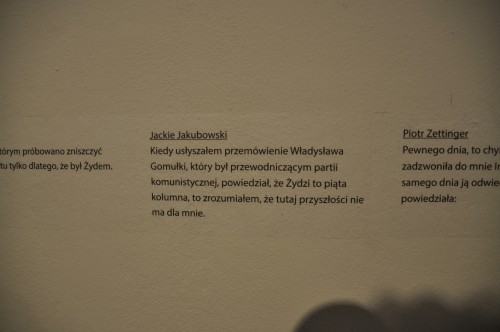 tórym próbowano zniszczyć
tu tylko dlatego, że był Żydem.
Jackie Jakubowski
Kiedy usłyszałem przemówienie Władysława
Gomułki, który był przewodniczącym partii
komunistycznej, powiedział, że Żydzi to piąta
kolumna, to zrozumiałem, że tutaj przyszłości nie
ma dla mnie.
Piotr Zettinger
Pewnego dnia, to chy
zadzwoniła do mnie I
samego dnia ją odwie
powiedziała: